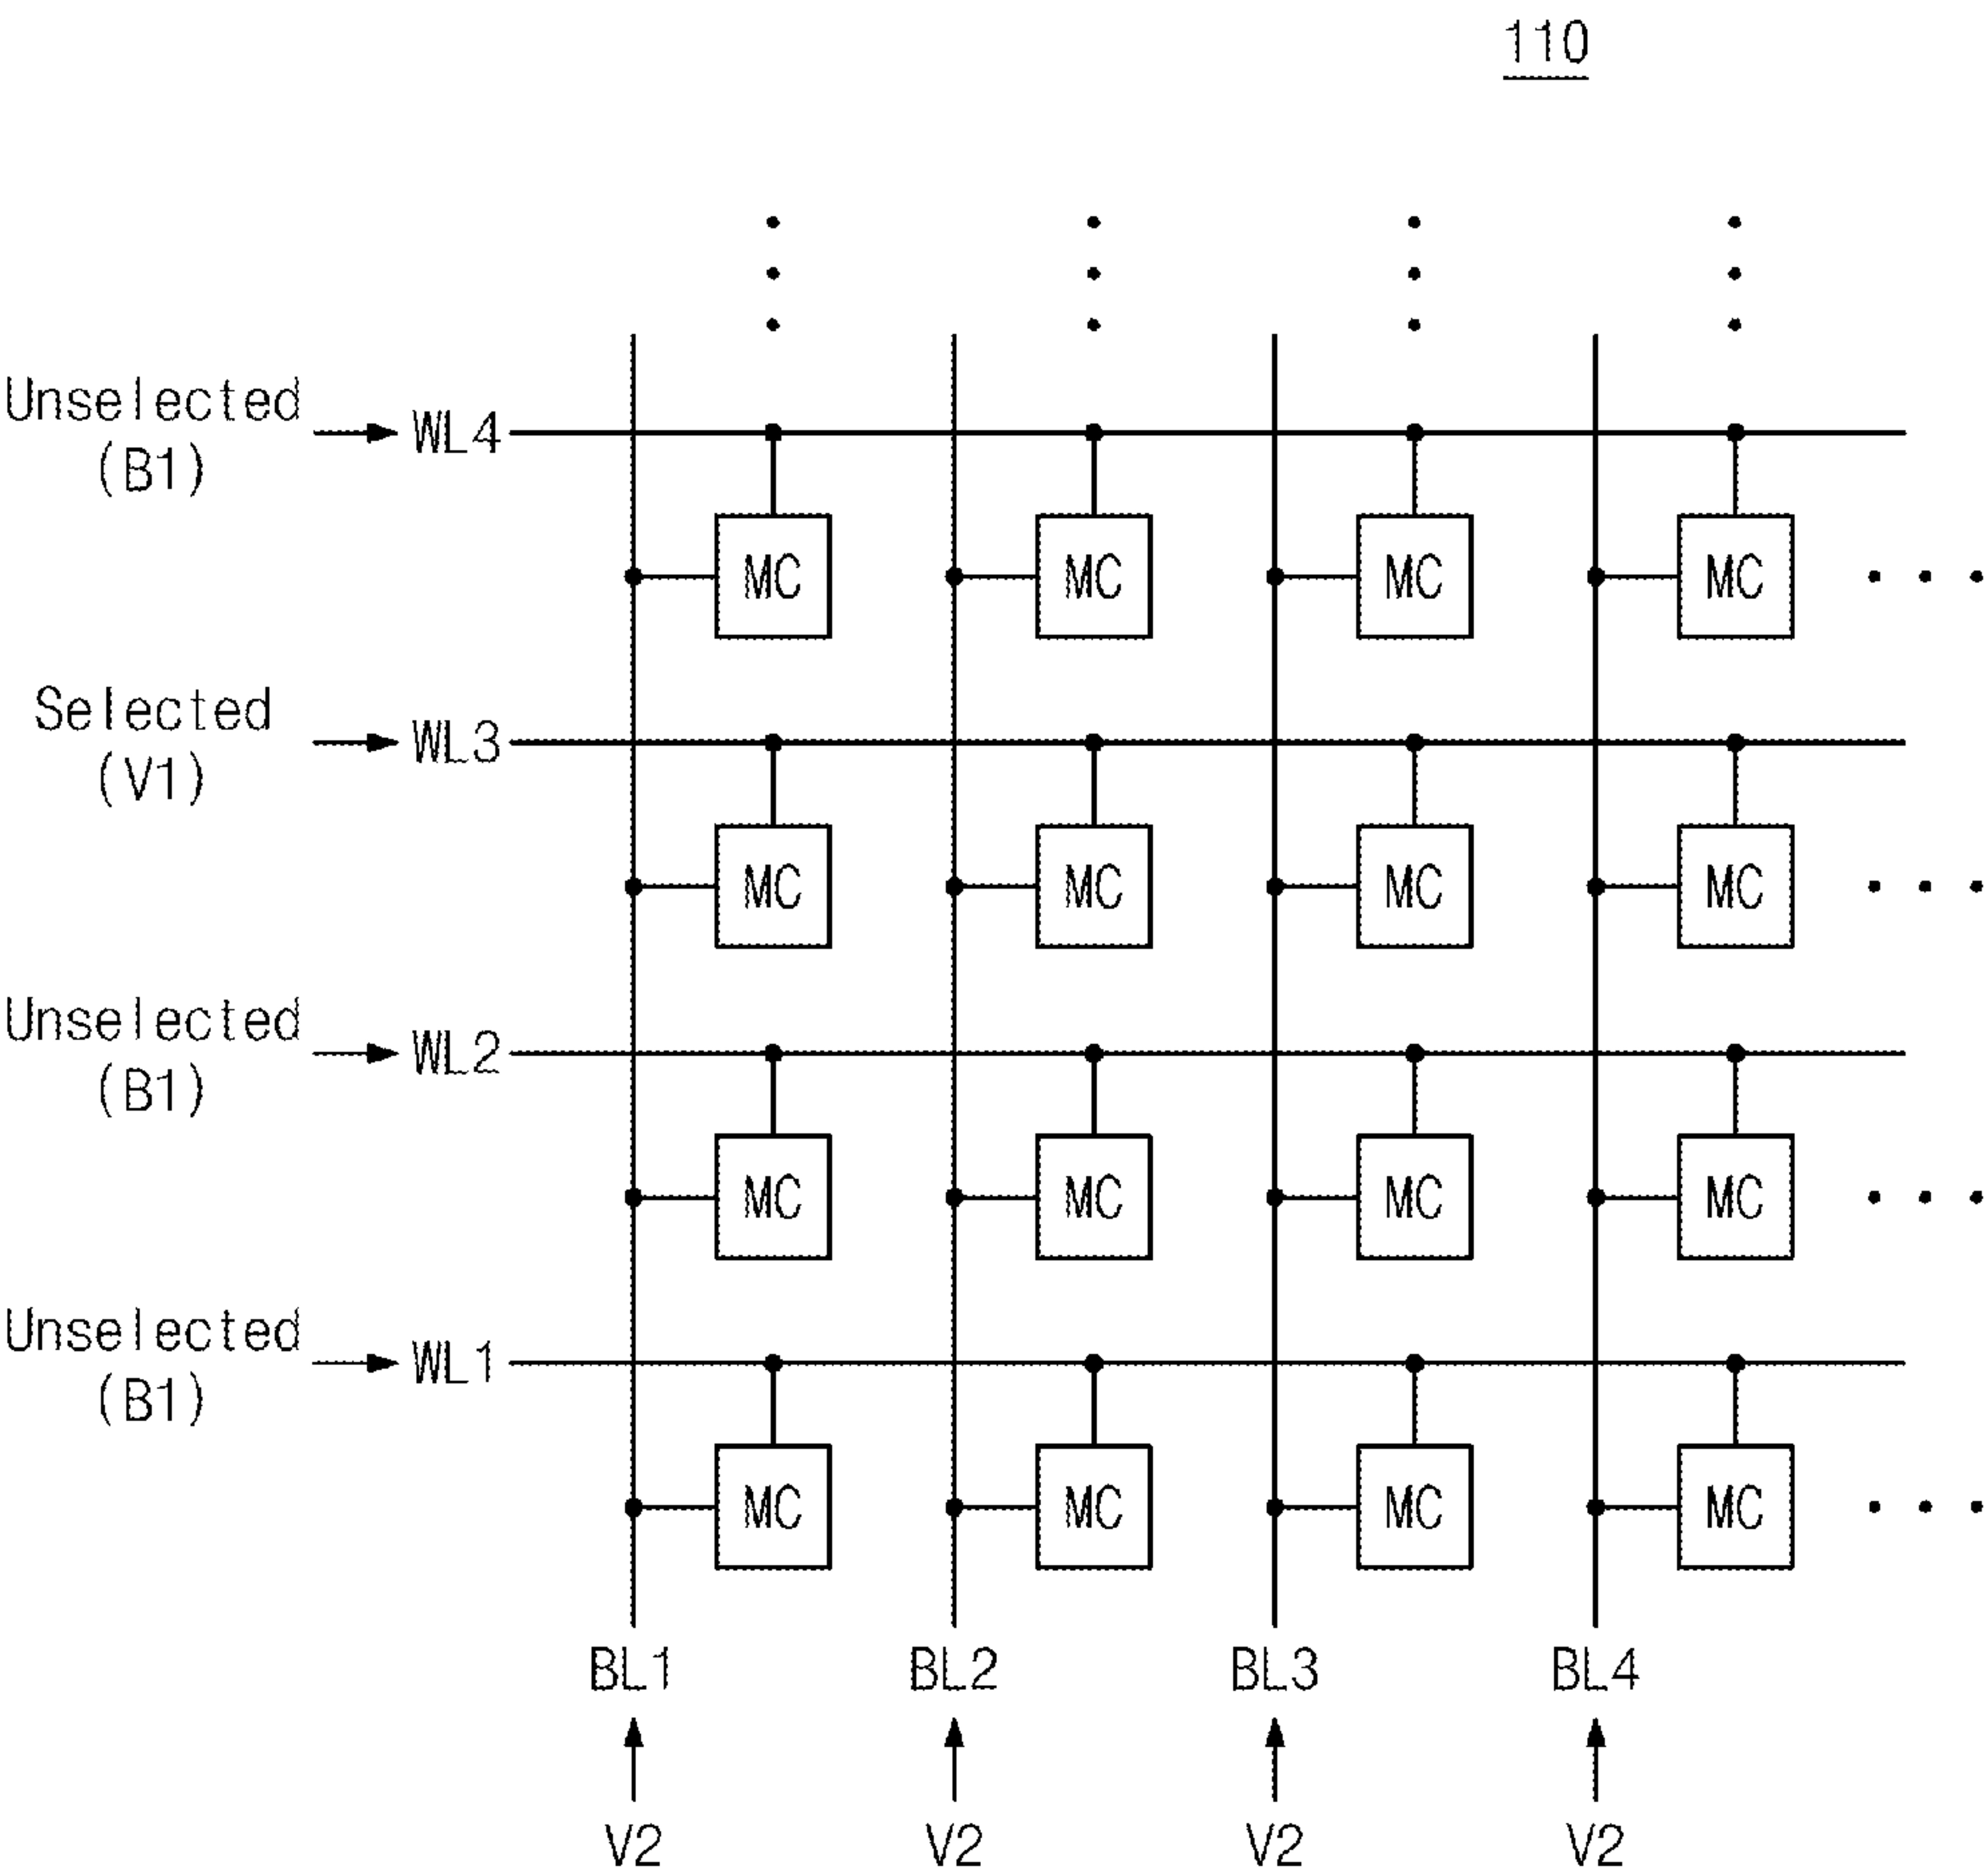 110
Unselected
(B1)
WL4
MC MC MC MC
Selected
(V1)
WL3
MC MC MC MC
Unselected
(B1)
WL2
MC MC MC MC
Unselected
(B1)
WL1
MC MC MC MC
BL1 BL2 BL3 BL4
V2 V2 V2 V2